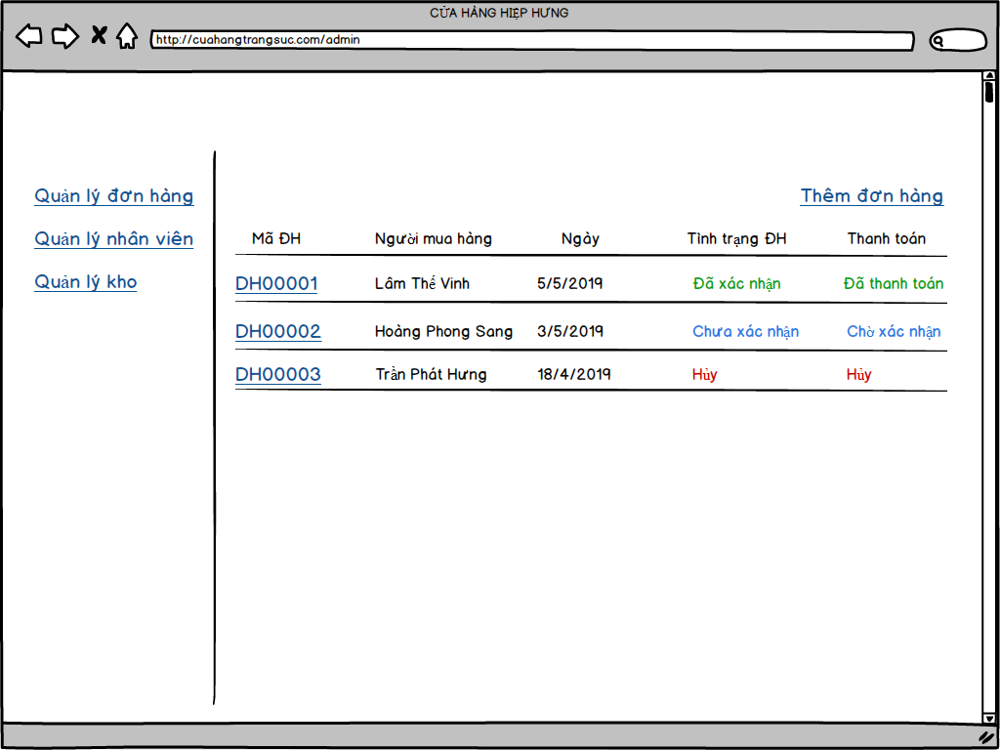 CỬA HÀNG HIỆP HƯNG
http://cuahangtrangsuc.com/admin
Quản lý đơn hàng
Quản lý nhân viên
Quản lý kho
Thêm đơn hàng
Mã ĐH Người mua hàng Ngày Tình trạng ĐH Thanh toán
DH00001 Lâm Thế Vinh 5/5/2019 Đã xác nhận Đã thanh toán
DH00002 Hoàng Phong Sang 3/5/2019 Chưa xác nhận Chờ xác nhận
DH00003 Trần Phát Hưng 18/4/2019 Hủy Hủy